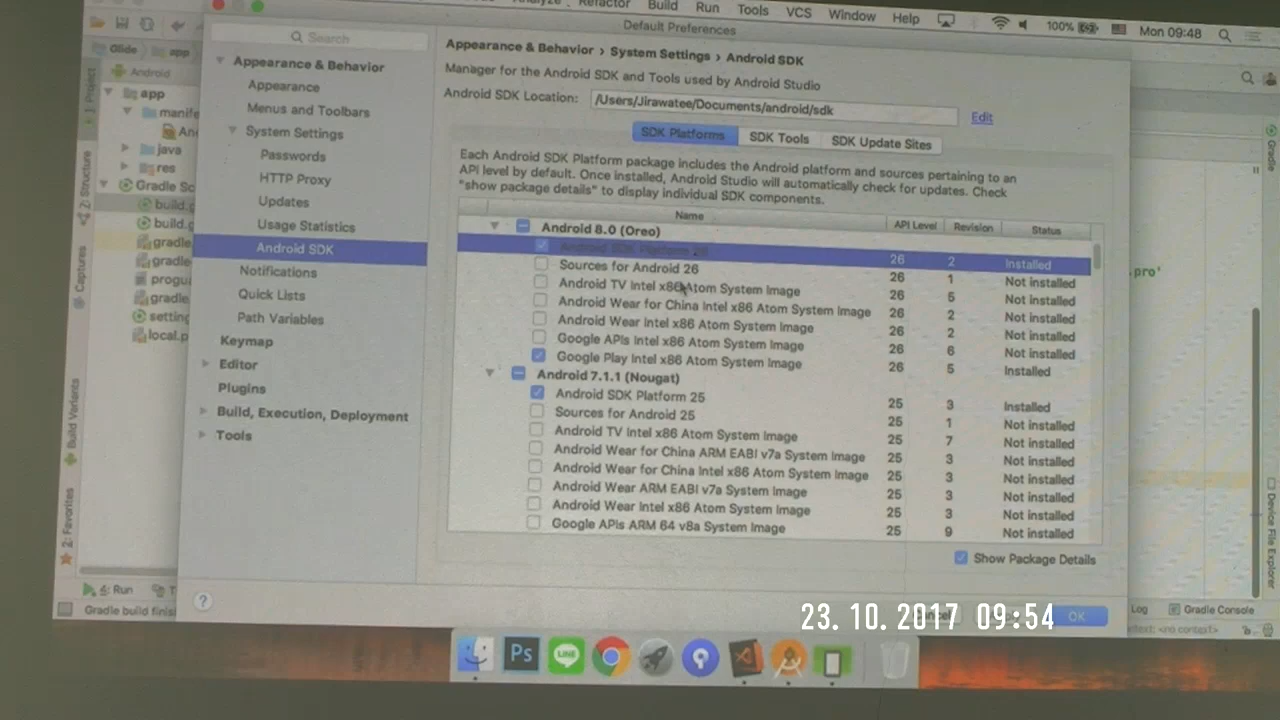 Refactor Build Run Tools VCS Window Help 100% Mon 09:48
Default Preferences
Search
Appearance & Behavior
Appearance
Menus and Toolbars
System Settings
Passwords
HTTP Proxy
Updates
Usage Statistics
Android SDK
Notifications
Quick Lists
Path Variables
Keymap
Editor
Plugins
Build, Execution, Deployment
Tools
Appearance & Behavior › System Settings › Android SDK
Manager for the Android SDK and Tools used by Android Studio
Android SDK Location: /Users/Jirawatee/Documents/android/sdk Edit
SDK Platforms SDK Tools SDK Update Sites
Each Android SDK Platform package includes the Android platform and sources pertaining to an
API level by default. Once installed, Android Studio will automatically check for updates. Check
"show package details" to display individual SDK components.
Name API Level Revision Status
Android 8.0 (Oreo)
Android SDK Platform 26 26 2 Installed
Sources for Android 26 26 1 Not installed
Android TV Intel x86 Atom System Image 26 5 Not installed
Android Wear for China Intel x86 Atom System Image 26 2 Not installed
Android Wear Intel x86 Atom System Image 26 2 Not installed
Google APIs Intel x86 Atom System Image 26 6 Not installed
Google Play Intel x86 Atom System Image 26 5 Installed
Android 7.1.1 (Nougat)
Android SDK Platform 25 25 3 Installed
Sources for Android 25 25 1 Not installed
Android TV Intel x86 Atom System Image 25 7 Not installed
Android Wear for China ARM EABI v7a System Image 25 3 Not installed
Android Wear for China Intel x86 Atom System Image 25 3 Not installed
Android Wear ARM EABI v7a System Image 25 3 Not installed
Android Wear Intel x86 Atom System Image 25 3 Not installed
Google APIs ARM 64 v8a System Image 25 9 Not installed
Show Package Details
? OK
Glide app
Android
app
java
res
1: Project
Z: Structure
Captures
Build Variants
2: Favorites
Run
Gradle build
Gradle
Device File Explorer
Log Gradle Console
.pro'
Ps
LINE
23. 10. 2017 09:54